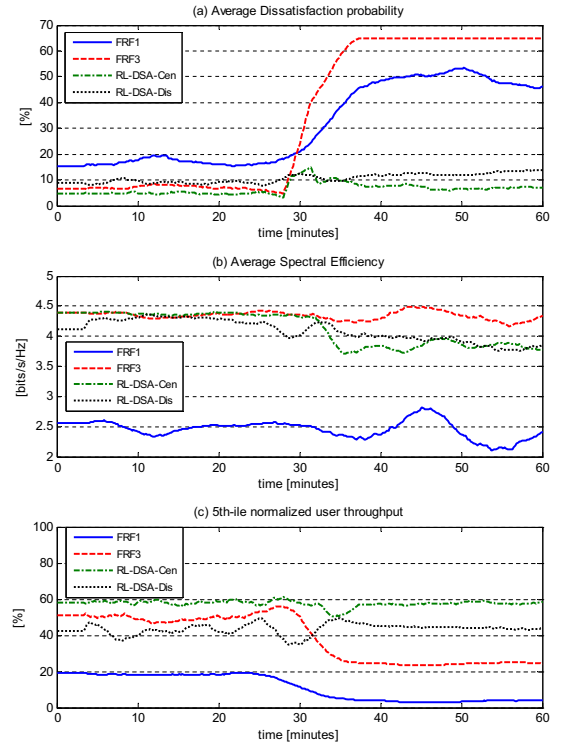 (a) Average Dissatisfaction probability
70
60
50
40
30
20
10
0
[%]
FRF1
FRF3
RL-DSA-Cen
RL-DSA-Dis
0 10 20 30 40 50 60
time [minutes]
(b) Average Spectral Efficiency
5
4.5
4
3.5
3
2.5
2
[bits/s/Hz]
FRF1
FRF3
RL-DSA-Cen
RL-DSA-Dis
0 10 20 30 40 50 60
time [minutes]
(c) 5th-ile normalized user throughput
100
80
60
40
20
0
[%]
FRF1
FRF3
RL-DSA-Cen
RL-DSA-Dis
0 10 20 30 40 50 60
time [minutes]